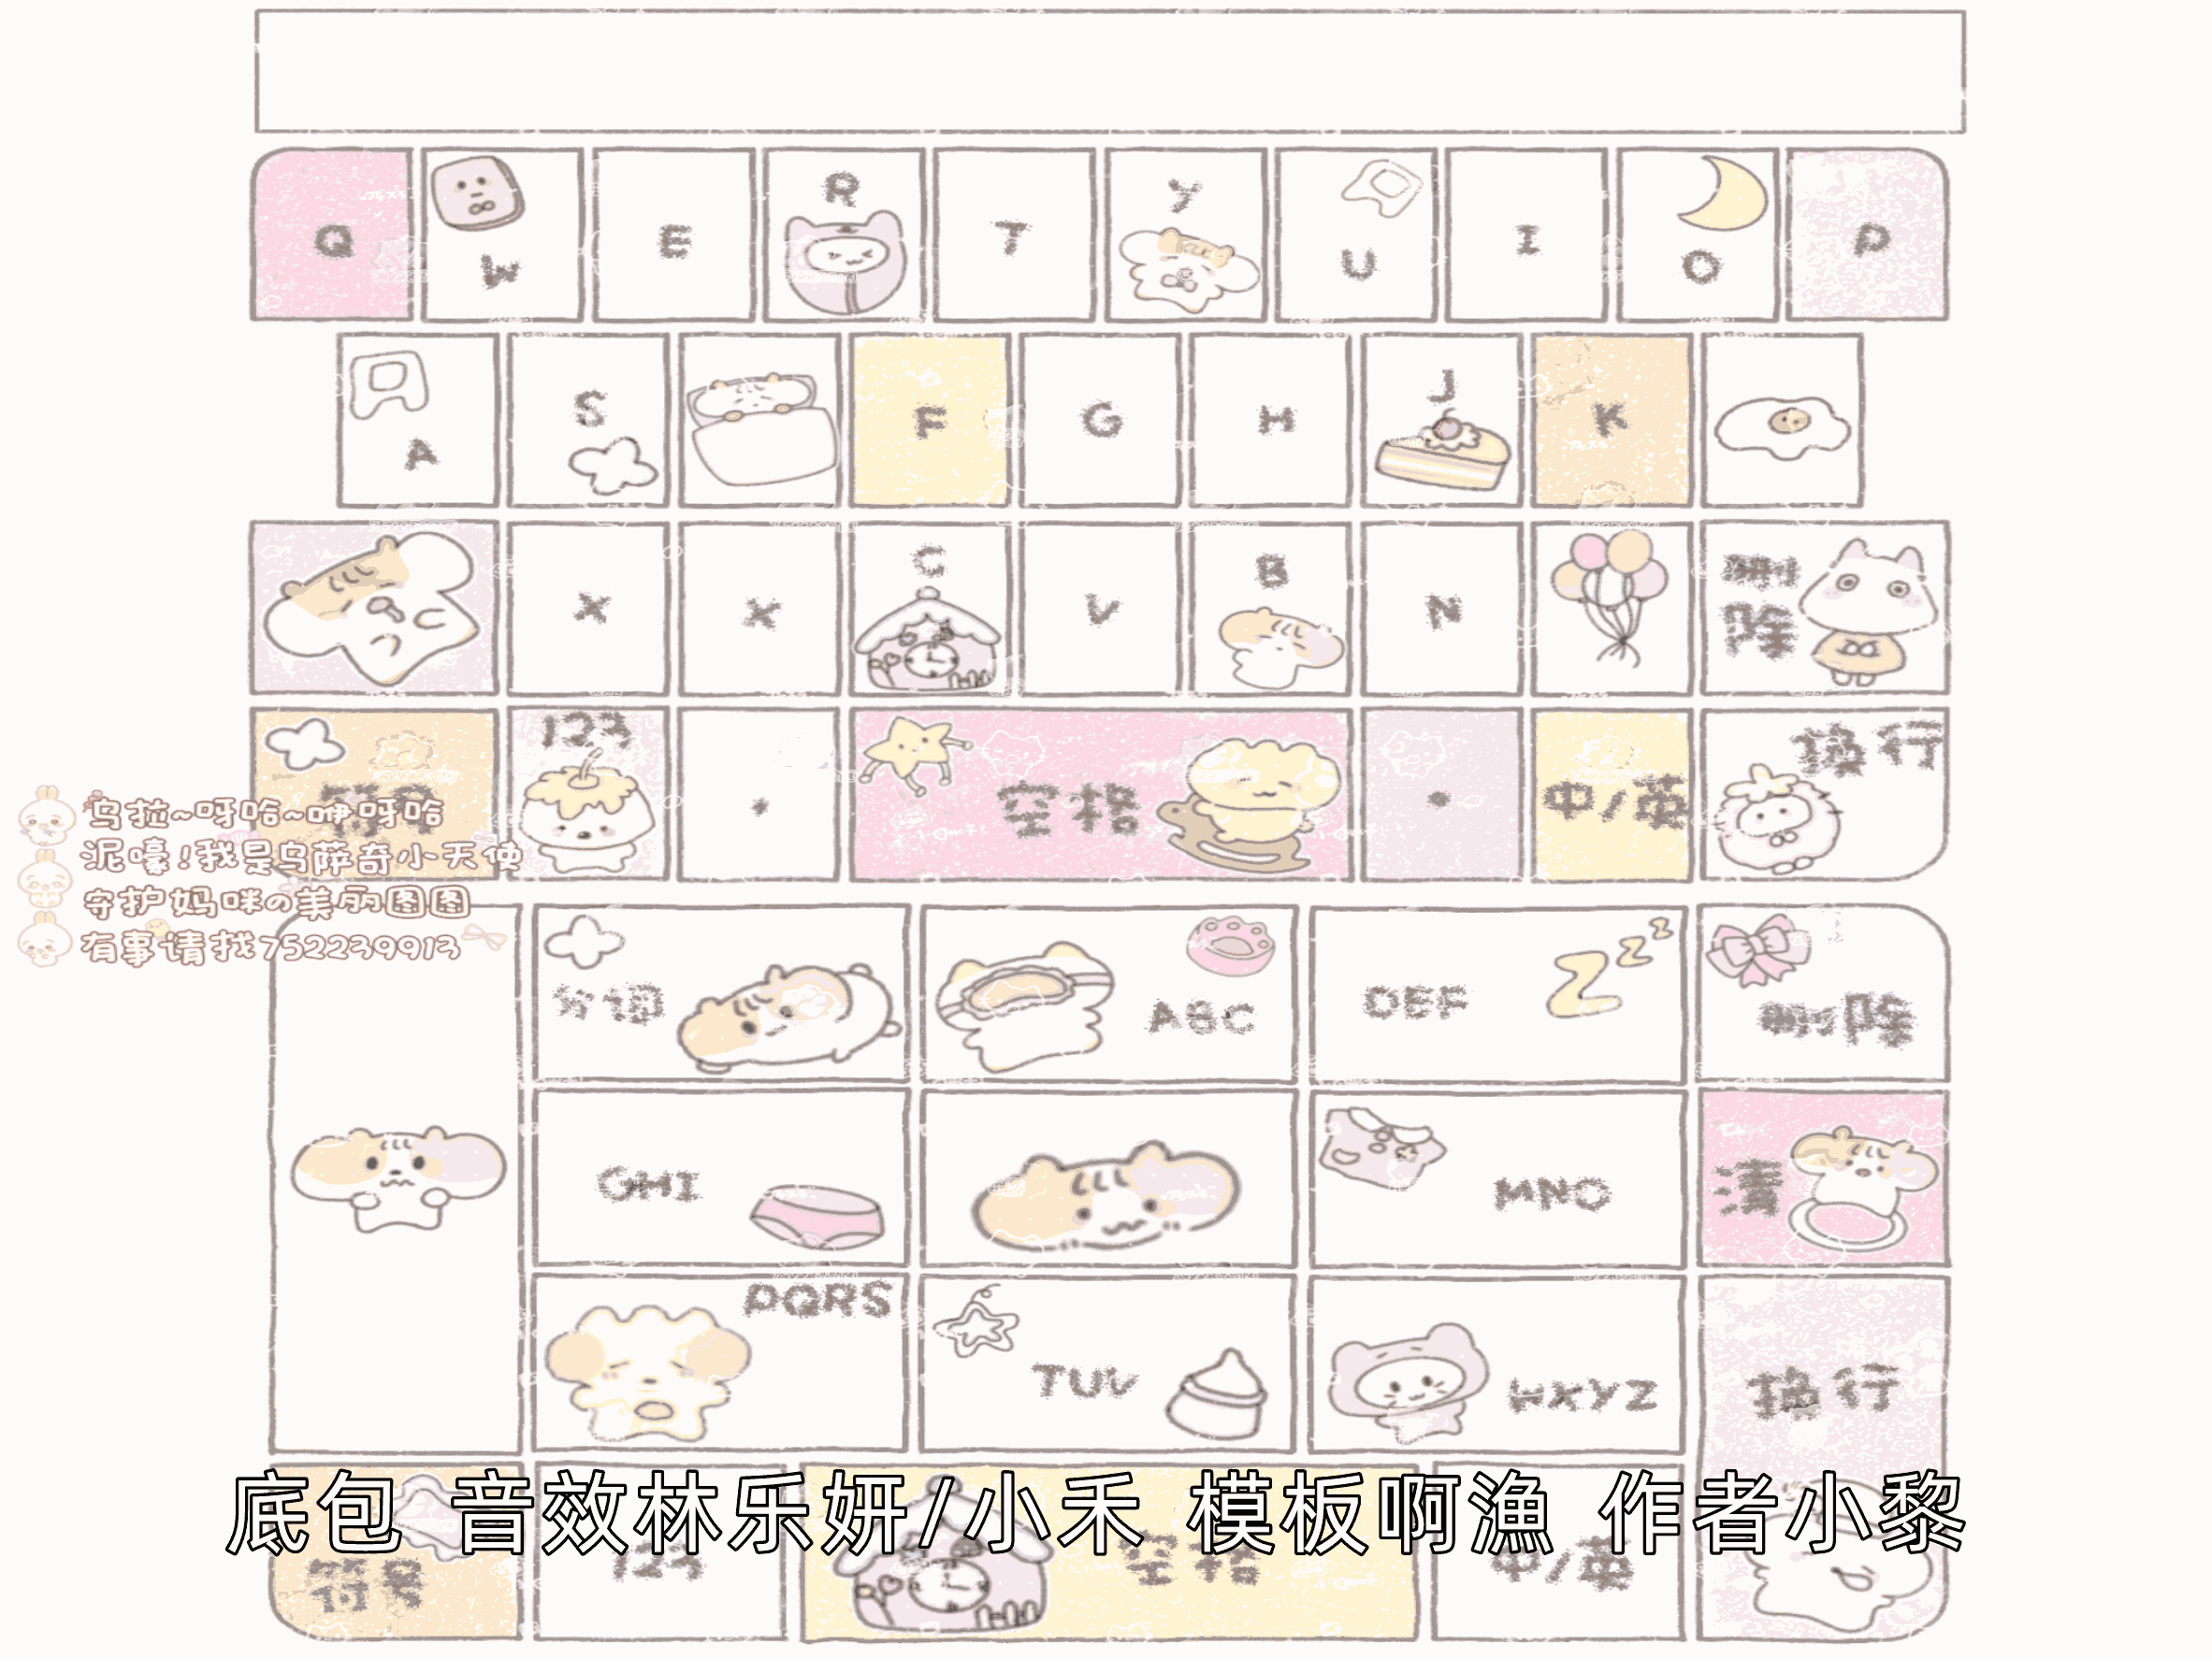 R
Y
Q
W
E
T
U
I
O
P
S
J
A
F
G
H
K
C
B
X
X
V
N
删
除
123
换行
符号
,
空格
.
中/英
乌拉~呀哈~呻呀哈
泥嚎!我是乌萨奇小天使
守护妈咪の美丽图图
有事请找752239913
分词
ABC
DEF
删除
GHI
MNO
清
PQRS
TUV
WXYZ
换行
底包 音效林乐妍/小禾 模板啊漁 作者小黎
符号
123
空格
中/英